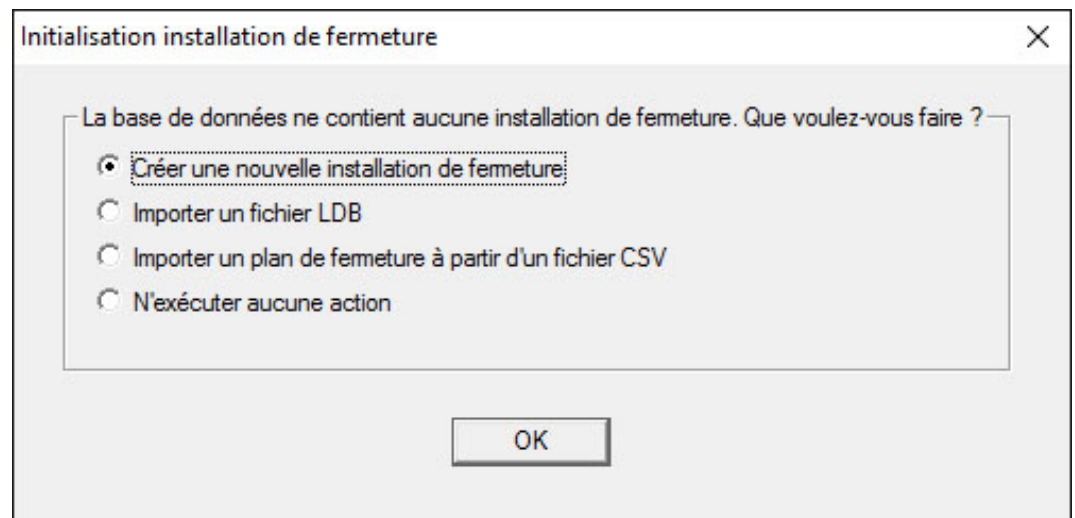 Initialisation installation de fermeture
La base de données ne contient aucune installation de fermeture. Que voulez-vous faire ?
Créer une nouvelle installation de fermeture
Importer un fichier LDB
Importer un plan de fermeture à partir d'un fichier CSV
N'exécuter aucune action
OK